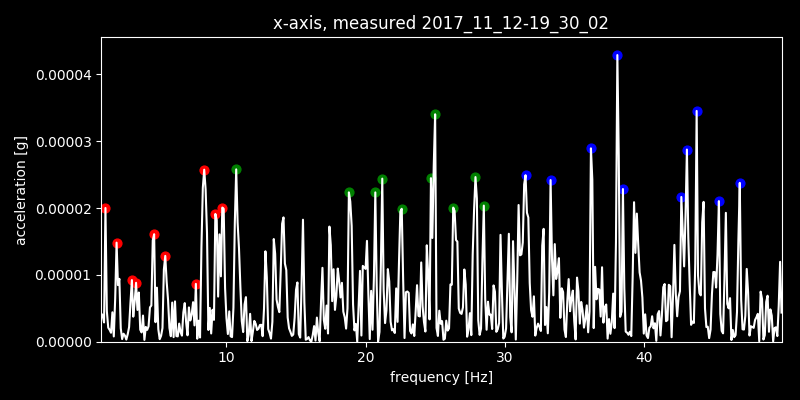 x-axis, measured 2017_11_12-19_30_02
0.00004
0.00003
0.00002
0.00001
0.00000
acceleration [g]
10 20 30 40
frequency [Hz]